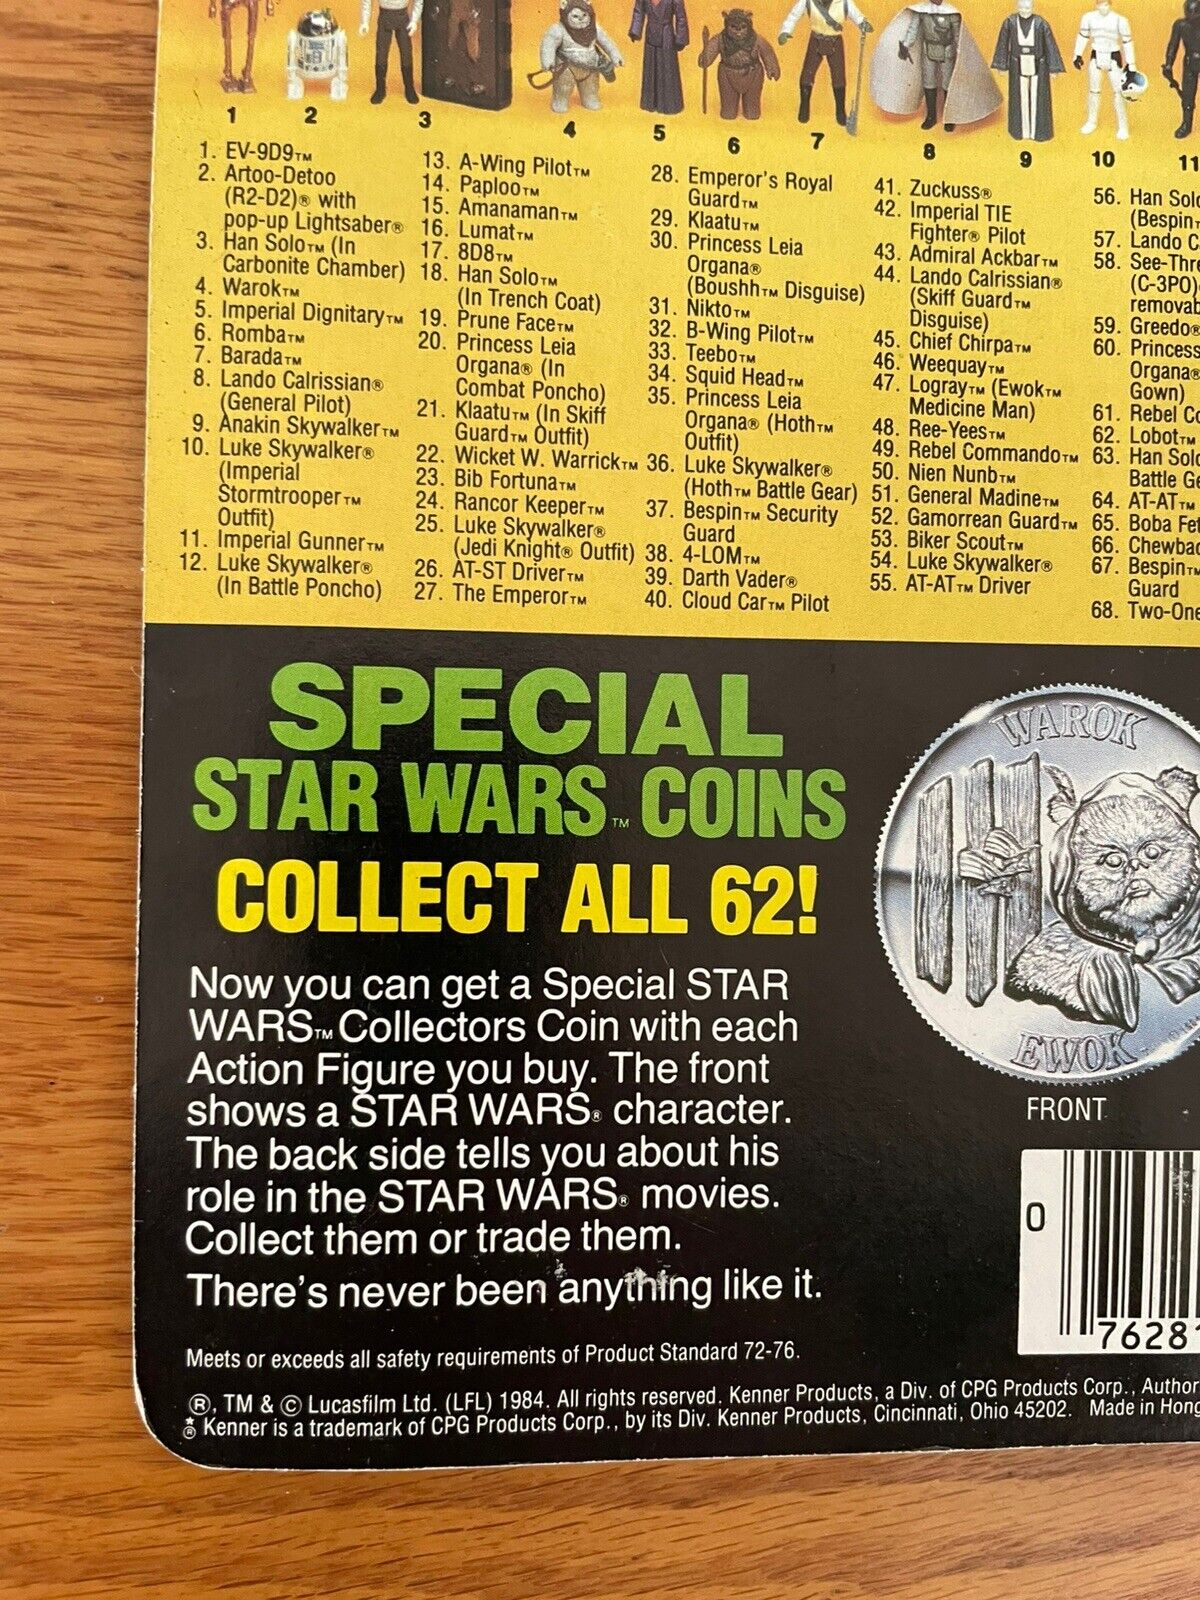 1 2 3 4 5 6 7 8 9 10 11
1. EV-9D9™
2. Artoo-Detoo
(R2-D2)® with
pop-up Lightsaber®
3. Han Solo™ (In
Carbonite Chamber)
4. Warok™
5. Imperial Dignitary™
6. Romba™
7. Barada™
8. Lando Calrissian®
(General Pilot)
9. Anakin Skywalker™
10. Luke Skywalker®
(Imperial
Stormtrooper™
Outfit)
11. Imperial Gunner™
12. Luke Skywalker®
(In Battle Poncho)
13. A-Wing Pilot™
14. Paploo™
15. Amanaman™
16. Lumat™
17. 8D8™
18. Han Solo™
(In Trench Coat)
19. Prune Face™
20. Princess Leia
Organa® (In
Combat Poncho)
21. Klaatu™ (In Skiff
Guard™ Outfit)
22. Wicket W. Warrick™
23. Bib Fortuna™
24. Rancor Keeper™
25. Luke Skywalker®
(Jedi Knight® Outfit)
26. AT-ST Driver™
27. The Emperor™
28. Emperor's Royal
Guard™
29. Klaatu™
30. Princess Leia
Organa®
(Boushh™ Disguise)
31. Nikto™
32. B-Wing Pilot™
33. Teebo™
34. Squid Head™
35. Princess Leia
Organa® (Hoth™
Outfit)
36. Luke Skywalker®
(Hoth™ Battle Gear)
37. Bespin™ Security
Guard
38. 4-LOM™
39. Darth Vader®
40. Cloud Car™ Pilot
41. Zuckuss®
42. Imperial TIE
Fighter® Pilot
43. Admiral Ackbar™
44. Lando Calrissian®
(Skiff Guard™
Disguise)
45. Chief Chirpa™
46. Weequay™
47. Logray™ (Ewok™
Medicine Man)
48. Ree-Yees™
49. Rebel Commando™
50. Nien Nunb™
51. General Madine™
52. Gamorrean Guard™
53. Biker Scout™
54. Luke Skywalker®
55. AT-AT™ Driver
56. Han Solo
(Bespin™
57. Lando C
58. See-Thre
(C-3PO)
removab
59. Greedo®
60. Princess
Organa®
Gown)
61. Rebel Co
62. Lobot™
63. Han Solo
Battle Ge
64. AT-AT™
65. Boba Fet
66. Chewbac
67. Bespin™
Guard
68. Two-One
SPECIAL
STAR WARS™ COINS
COLLECT ALL 62!
Now you can get a Special STAR
WARS™ Collectors Coin with each
Action Figure you buy. The front
shows a STAR WARS® character.
The back side tells you about his
role in the STAR WARS® movies.
Collect them or trade them.
There's never been anything like it.
WAROK
EWOK
FRONT
0
7628
Meets or exceeds all safety requirements of Product Standard 72-76.
®, TM & © Lucasfilm Ltd. (LFL) 1984. All rights reserved. Kenner Products, a Div. of CPG Products Corp., Author
® Kenner is a trademark of CPG Products Corp., by its Div. Kenner Products, Cincinnati, Ohio 45202. Made in Hong